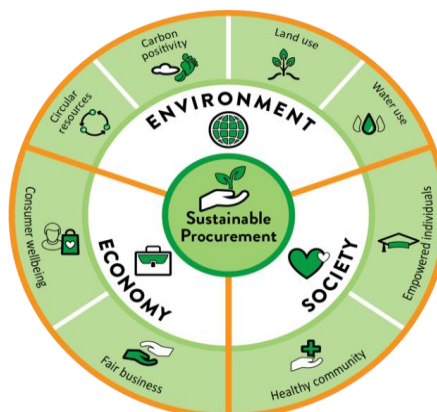 Carbon
positivity
Land use
Circular
resources
Water use
ENVIRONMENT
Sustainable
Procurement
Consumer wellbeing
ECONOMY
SOCIETY
Empowered individuals
Fair business
Healthy community